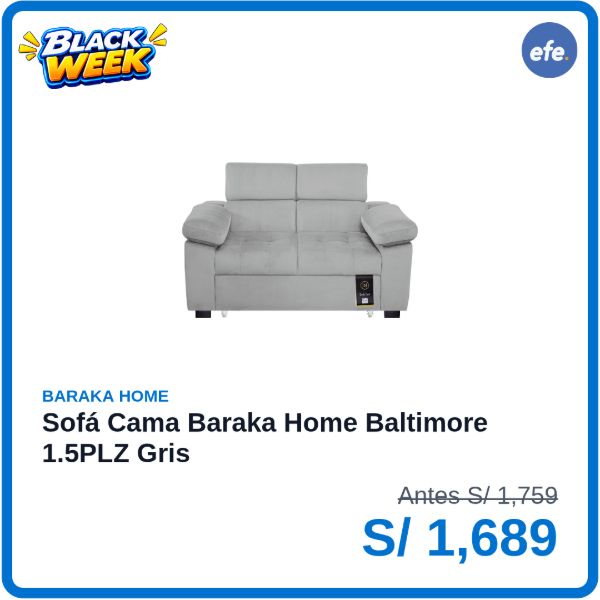 BLACK
WEEK
efe.
BARAKA HOME
Sofá Cama Baraka Home Baltimore
1.5PLZ Gris
Antes S/ 1,759
S/ 1,689